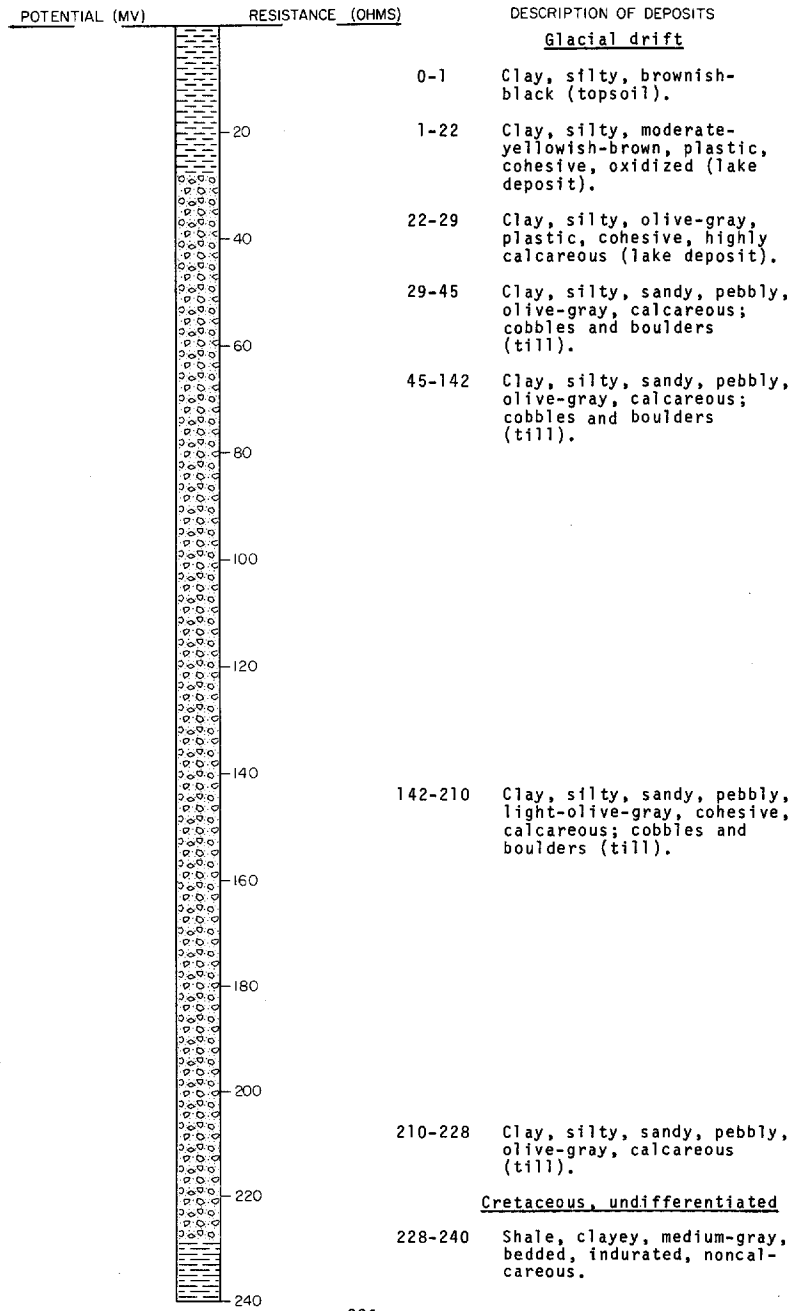 POTENTIAL (MV) RESISTANCE (OHMS) DESCRIPTION OF DEPOSITS
Glacial drift
0-1 Clay, silty, brownish-
black (topsoil).
20
1-22 Clay, silty, moderate-
yellowish-brown, plastic,
cohesive, oxidized (lake
deposit).
22-29 Clay, silty, olive-gray,
40
plastic, cohesive, highly
calcareous (lake deposit).
29-45 Clay, silty, sandy, pebbly,
olive-gray, calcareous;
cobbles and boulders
60
(till).
45-142 Clay, silty, sandy, pebbly,
olive-gray, calcareous;
cobbles and boulders
(till).
80
100
120
140
142-210 Clay, silty, sandy, pebbly,
light-olive-gray, cohesive,
calcareous; cobbles and
boulders (till).
160
180
200
210-228 Clay, silty, sandy, pebbly,
olive-gray, calcareous
(till).
220
Cretaceous, undifferentiated
228-240 Shale, clayey, medium-gray,
bedded, indurated, noncal-
careous.
240